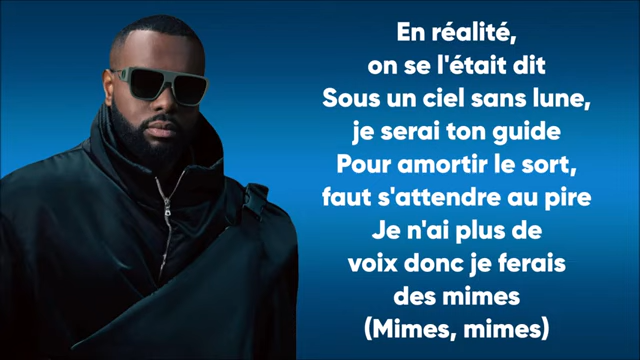 En réalité,
on se l'était dit
Sous un ciel sans lune,
je serai ton guide
Pour amortir le sort,
faut s'attendre au pire
Je n'ai plus de
voix donc je ferais
des mimes
(Mimes, mimes)